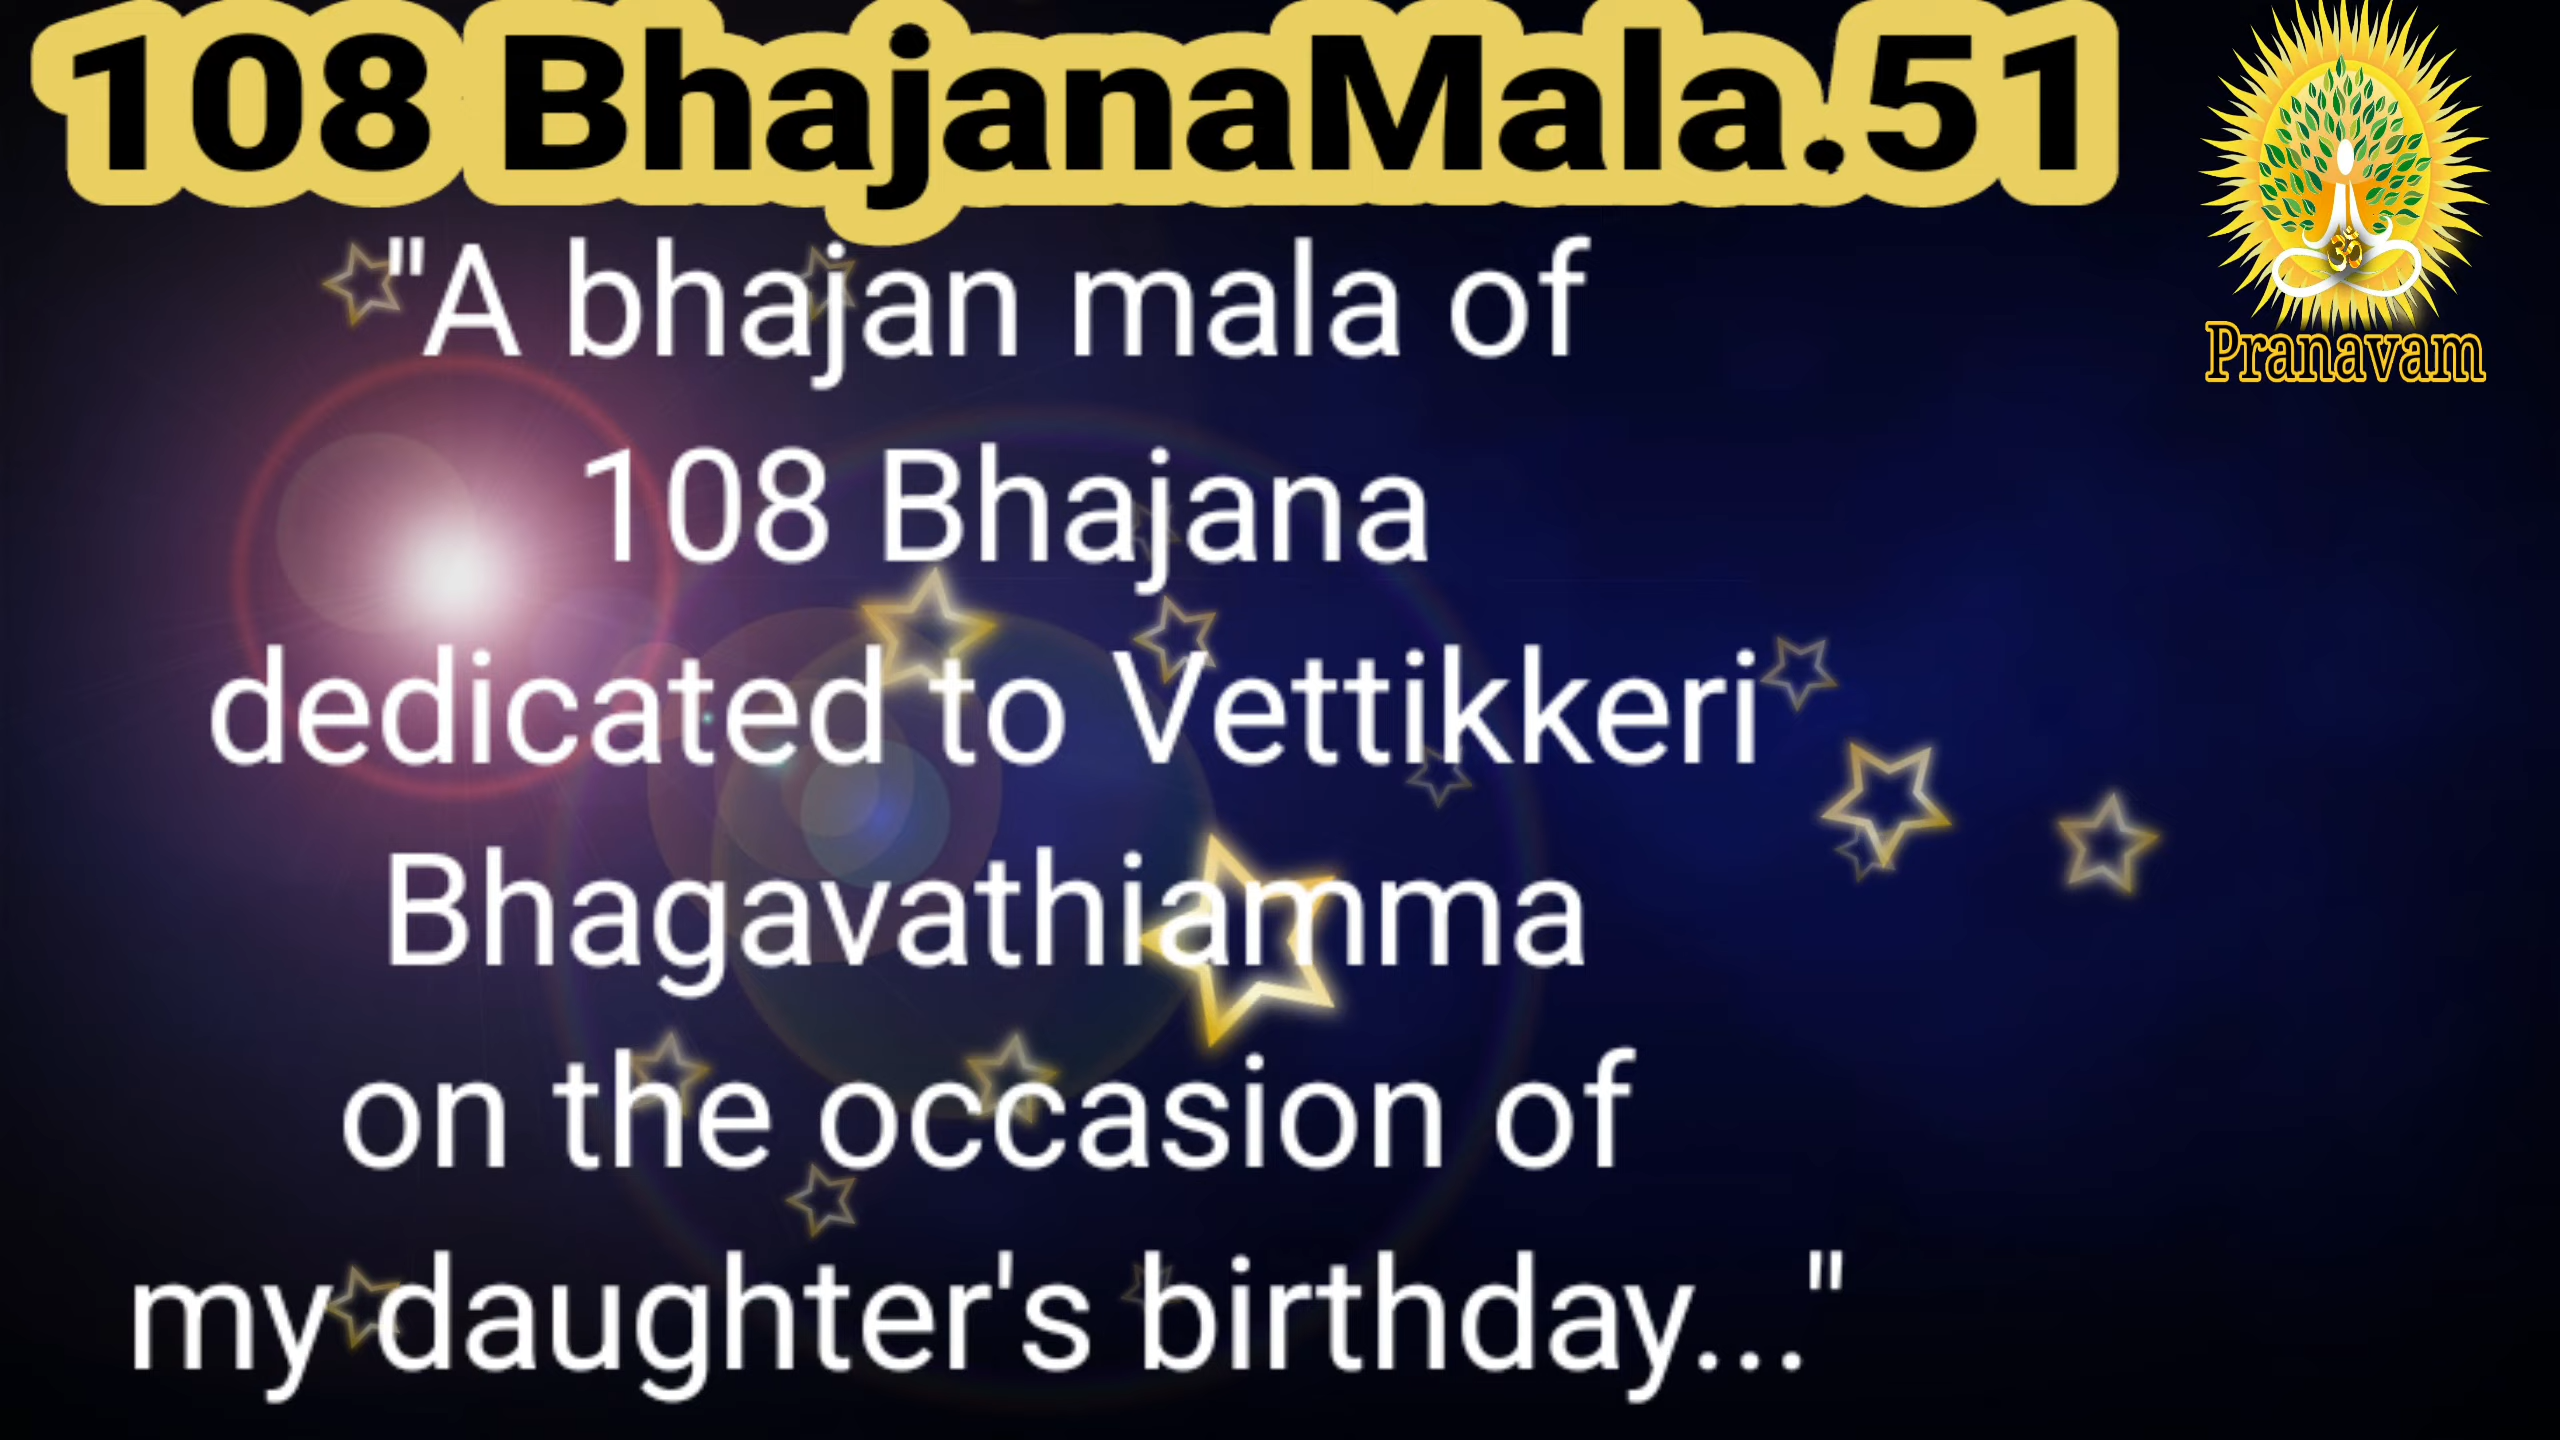 108 BhajanaMala.51
"A bhajan mala of
108 Bhajana
dedicated to Vettikkeri
Bhagavathiamma
on the occasion of
my daughter's birthday..."
ॐ
Pranavam